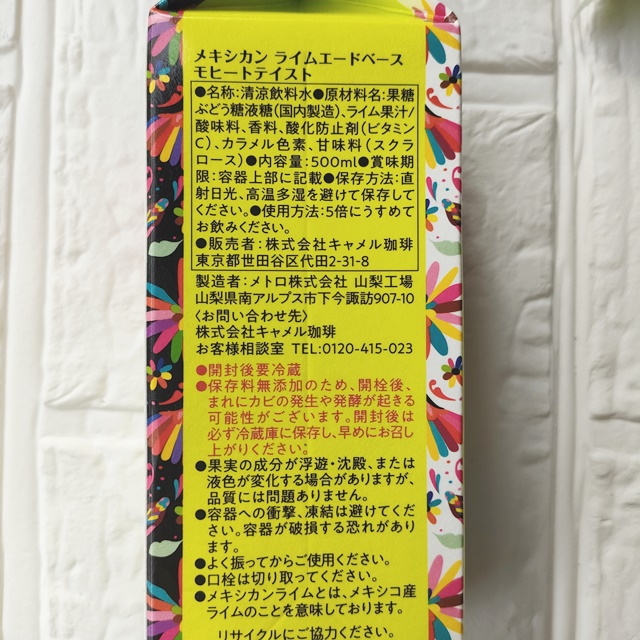 メキシカン ライムエードベース
モヒートテイスト
●名称:清涼飲料水●原材料名:果糖
ぶどう糖液糖(国内製造)、ライム果汁/
酸味料、香料、酸化防止剤(ビタミン
C)、カラメル色素、甘味料(スクラ
ロース)●内容量:500ml●賞味期
限:容器上部に記載●保存方法:直
射日光、高温多湿を避けて保存して
ください。●使用方法:5倍にうすめて
お飲みください。
●販売者:株式会社キャメル珈琲
東京都世田谷区代田2-31-8
製造者:メトロ株式会社 山梨工場
山梨県南アルプス市下今諏訪907-10
〈お問い合わせ先〉
株式会社キャメル珈琲
お客様相談室 TEL:0120-415-023
●開封後要冷蔵
●保存料無添加のため、開栓後、
まれにカビの発生や発酵が起きる
可能性がございます。開封後は
必ず冷蔵庫に保存し、早めにお召し
上がりください。
●果実の成分が浮遊・沈殿、または
液色が変化する場合がありますが、
品質には問題ありません。
●容器への衝撃、凍結は避けてくだ
さい。容器が破損する恐れがあり
ます。
●よく振ってからご使用ください。
●口栓は切り取ってください。
●メキシカンライムとは、メキシコ産
ライムのことを意味しております。
リサイクルにご協力ください。